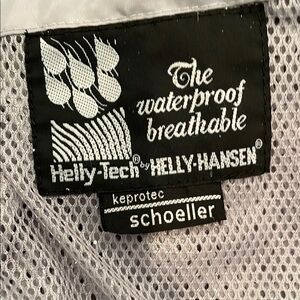 The
waterproof
breathable
Helly-Tech® by HELLY-HANSEN®
keprotec
schoeller